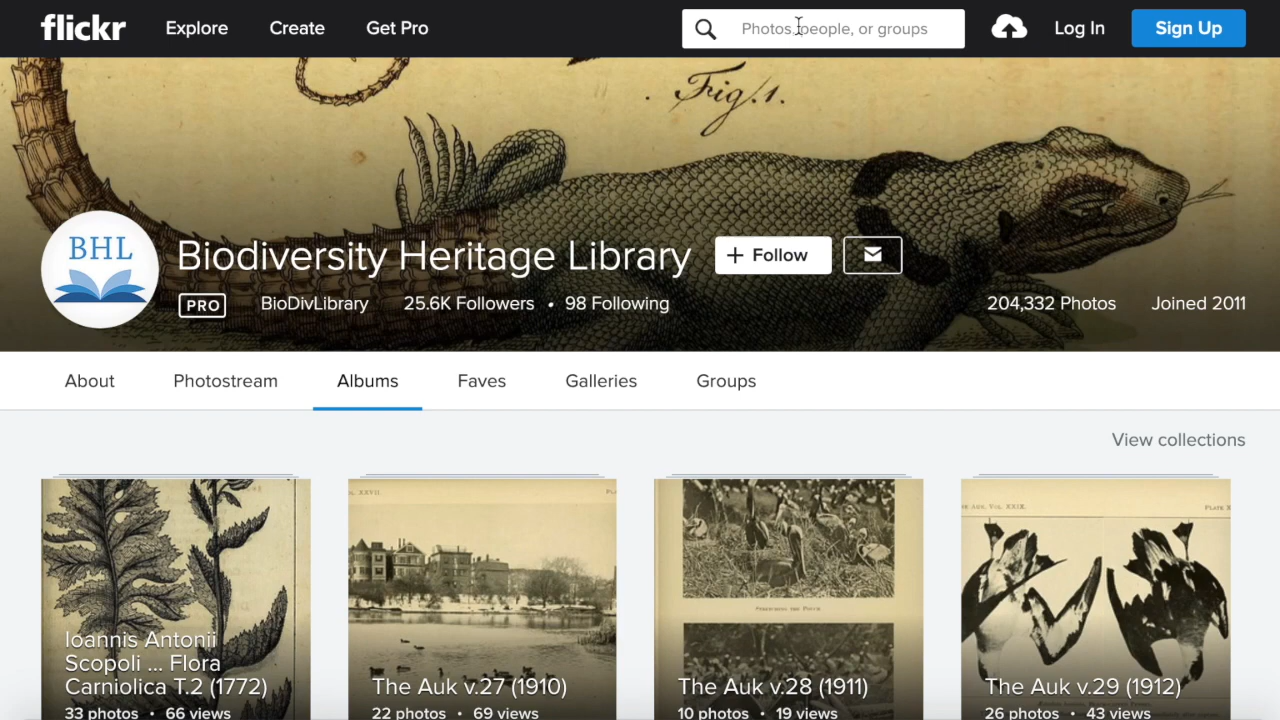 flickr Explore Create Get Pro Photos, people, or groups Log In Sign Up
Fig. 1.
BHL
Biodiversity Heritage Library + Follow
PRO BioDivLibrary 25.6K Followers • 98 Following 204,332 Photos Joined 2011
About Photostream Albums Faves Galleries Groups
View collections
Ioannis Antonii
Scopoli ... Flora
Carniolica T.2 (1772)
33 photos • 66 views
The Auk v.27 (1910)
22 photos • 69 views
The Auk v.28 (1911)
10 photos • 19 views
The Auk v.29 (1912)
26 photos • 43 views